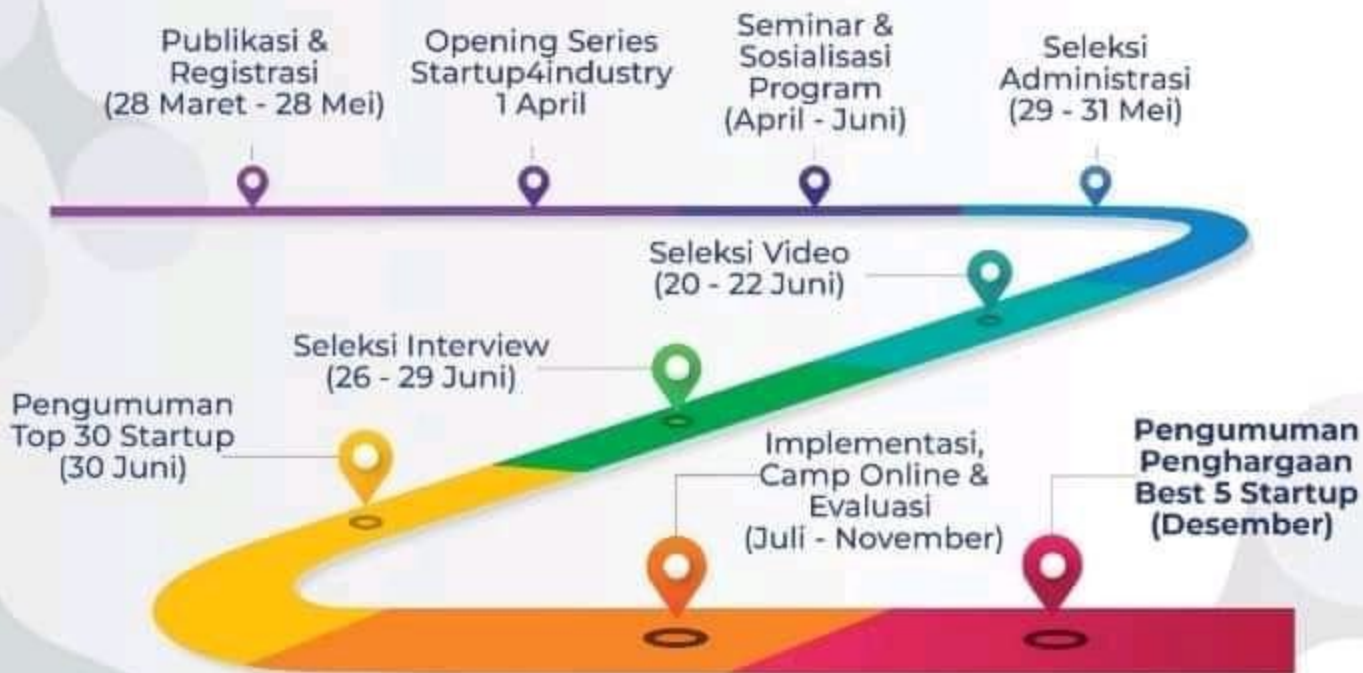 Publikasi &
Registrasi
(28 Maret - 28 Mei)
Opening Series
Startup4industry
1 April
Seminar &
Sosialisasi
Program
(April - Juni)
Seleksi
Administrasi
(29 - 31 Mei)
Seleksi Video
(20 - 22 Juni)
Seleksi Interview
(26 - 29 Juni)
Pengumuman
Top 30 Startup
(30 Juni)
Implementasi,
Camp Online &
Evaluasi
(Juli - November)
Pengumuman
Penghargaan
Best 5 Startup
(Desember)